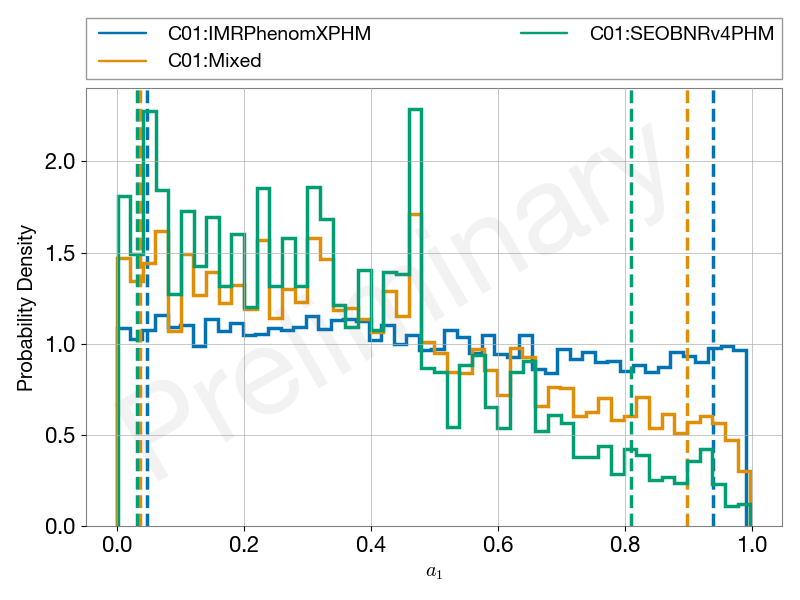 C01:IMRPhenomXPHM
C01:Mixed
C01:SEOBNRv4PHM
2.0
1.5
1.0
0.5
0.0
Probability Density
Preliminary
0.0 0.2 0.4 0.6 0.8 1.0
a₁